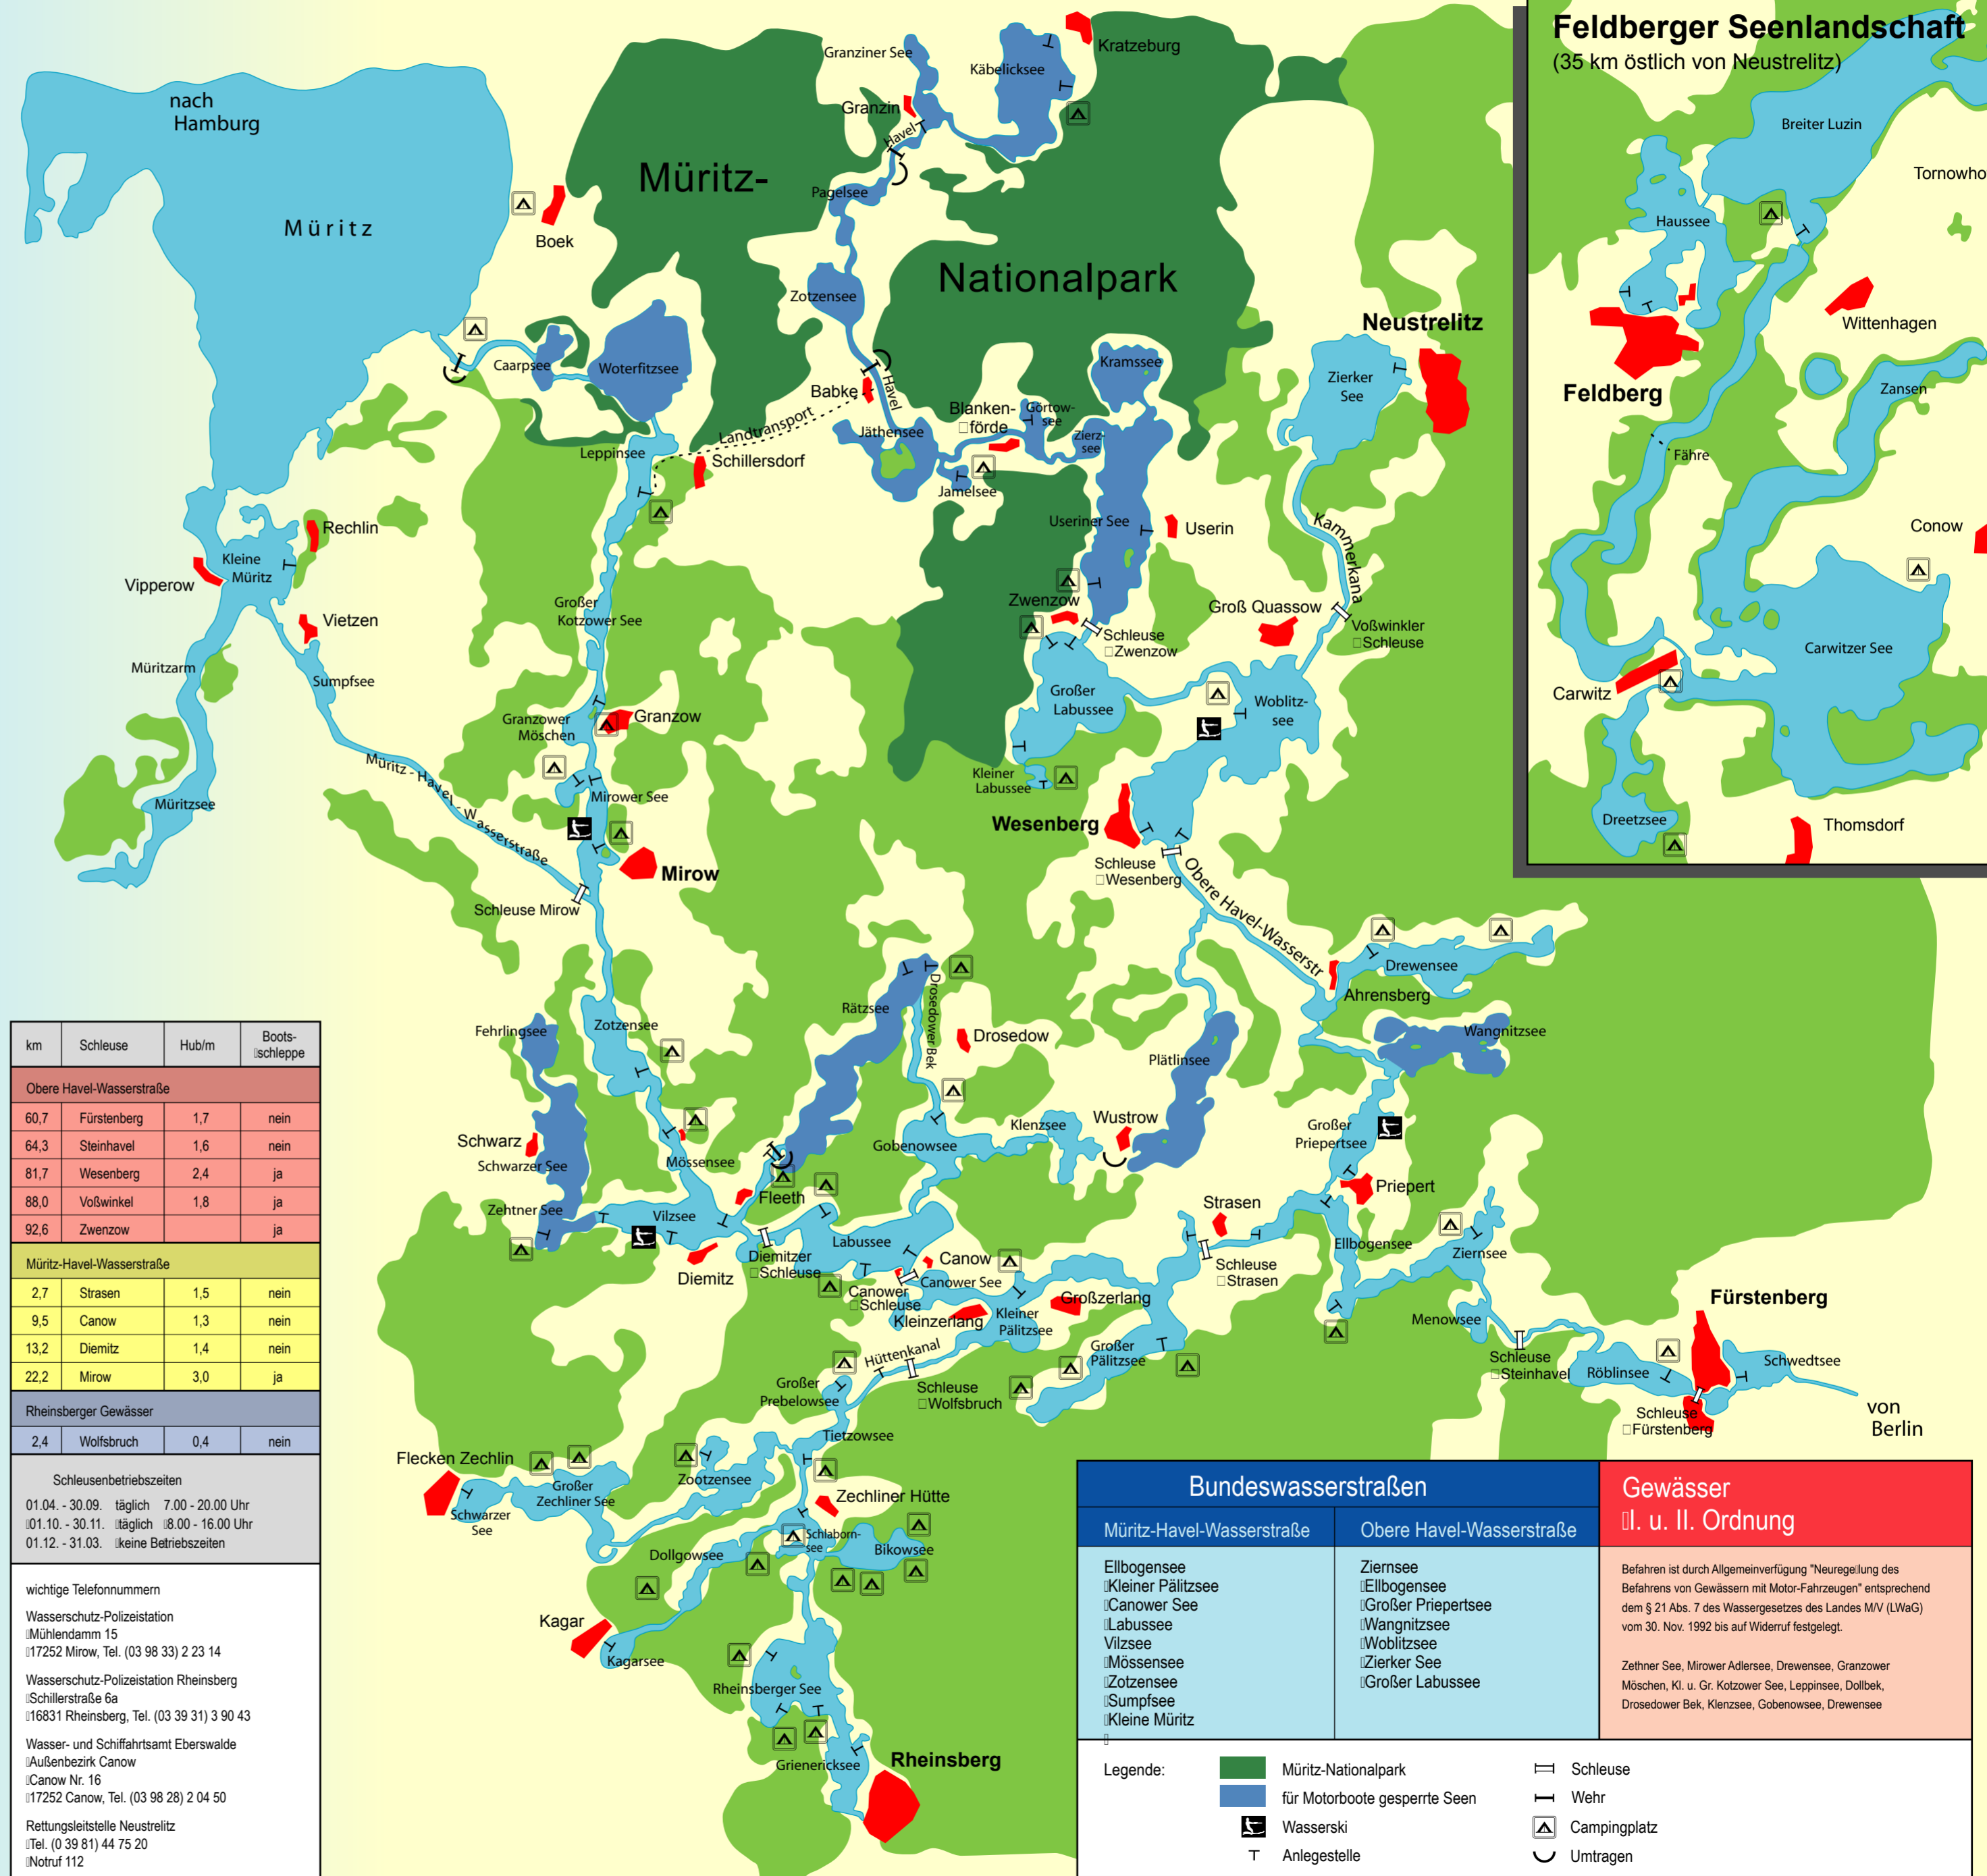 Feldberger Seenlandschaft
(35 km östlich von Neustrelitz)
Breiter Luzin
Tornowho
Haussee
Wittenhagen
Feldberg
Zansen
Fähre
Conow
Carwitzer See
Carwitz
Dreetzsee
Thomsdorf
nach
Hamburg
Müritz
Boek
Müritz-
Nationalpark
Granziner See
Käbelicksee
Kratzeburg
Granzin
Havel
Pagelsee
Zotzensee
Caarpsee
Woterfitzsee
Babke
Havel
Landtransport
Jäthensee
Blanken-
förde
Görtow-
see
Kramssee
Zierz-
see
Jamelsee
Neustrelitz
Zierker
See
Leppinsee
Schillersdorf
Useriner See
Userin
Kammerkana
Rechlin
Kleine
Müritz
Vipperow
Vietzen
Müritzarm
Sumpfsee
Großer
Kotzower See
Zwenzow
Schleuse
Zwenzow
Groß Quassow
Voßwinkler
Schleuse
Großer
Labussee
Woblitz-
see
Granzower
Möschen
Granzow
Müritz - Havel - Wasserstraße
Müritzsee
Mirower See
Kleiner
Labussee
Mirow
Schleuse Mirow
Wesenberg
Schleuse
Wesenberg
Obere Havel-Wasserstr
Drewensee
Ahrensberg
Wangnitzsee
Fehrlingsee
Zotzensee
Rätzsee
Drosedower Bek
Drosedow
Plätlinsee
Schwarz
Schwarzer See
Mössensee
Gobenowsee
Klenzsee
Wustrow
Großer
Priepertsee
Priepert
Zehtner See
Vilzsee
Fleeth
Diemitz
Diemitzer
Schleuse
Labussee
Canow
Canower See
Canower
Schleuse
Kleinzerlang
Kleiner
Pälitzsee
Großzerlang
Großer
Pälitzsee
Strasen
Schleuse
Strasen
Ellbogensee
Ziernsee
Menowsee
Schleuse
Steinhavel
Röblinsee
Fürstenberg
Schwedtsee
Schleuse
Fürstenberg
von
Berlin
Hüttenkanal
Schleuse
Wolfsbruch
Großer
Prebelowsee
Tietzowsee
Flecken Zechlin
Großer
Zechliner See
Schwarzer
See
Zootzensee
Zechliner Hütte
Schlaborn-
see
Bikowsee
Dollgowsee
Kagar
Kagarsee
Rheinsberger See
Grienericksee
Rheinsberg
km Schleuse Hub/m Boots-
schleppe
Obere Havel-Wasserstraße
60,7 Fürstenberg 1,7 nein
64,3 Steinhavel 1,6 nein
81,7 Wesenberg 2,4 ja
88,0 Voßwinkel 1,8 ja
92,6 Zwenzow ja
Müritz-Havel-Wasserstraße
2,7 Strasen 1,5 nein
9,5 Canow 1,3 nein
13,2 Diemitz 1,4 nein
22,2 Mirow 3,0 ja
Rheinsberger Gewässer
2,4 Wolfsbruch 0,4 nein
Schleusenbetriebszeiten
01.04. - 30.09. täglich 7.00 - 20.00 Uhr
01.10. - 30.11. täglich 8.00 - 16.00 Uhr
01.12. - 31.03. keine Betriebszeiten
wichtige Telefonnummern
Wasserschutz-Polizeistation
Mühlendamm 15
17252 Mirow, Tel. (03 98 33) 2 23 14
Wasserschutz-Polizeistation Rheinsberg
Schillerstraße 6a
16831 Rheinsberg, Tel. (03 39 31) 3 90 43
Wasser- und Schiffahrtsamt Eberswalde
Außenbezirk Canow
Canow Nr. 16
17252 Canow, Tel. (03 98 28) 2 04 50
Rettungsleitstelle Neustrelitz
Tel. (0 39 81) 44 75 20
Notruf 112
Bundeswasserstraßen
Müritz-Havel-Wasserstraße
Ellbogensee
Kleiner Pälitzsee
Canower See
Labussee
Vilzsee
Mössensee
Zotzensee
Sumpfsee
Kleine Müritz
Obere Havel-Wasserstraße
Ziernsee
Ellbogensee
Großer Priepertsee
Wangnitzsee
Woblitzsee
Zierker See
Großer Labussee
Gewässer
I. u. II. Ordnung
Befahren ist durch Allgemeinverfügung "Neuregelung des
Befahrens von Gewässern mit Motor-Fahrzeugen" entsprechend
dem § 21 Abs. 7 des Wassergesetzes des Landes M/V (LWaG)
vom 30. Nov. 1992 bis auf Widerruf festgelegt.
Zethner See, Mirower Adlersee, Drewensee, Granzower
Möschen, Kl. u. Gr. Kotzower See, Leppinsee, Dollbek,
Drosedower Bek, Klenzsee, Gobenowsee, Drewensee
Legende:
Müritz-Nationalpark
für Motorboote gesperrte Seen
Wasserski
Anlegestelle
Schleuse
Wehr
Campingplatz
Umtragen